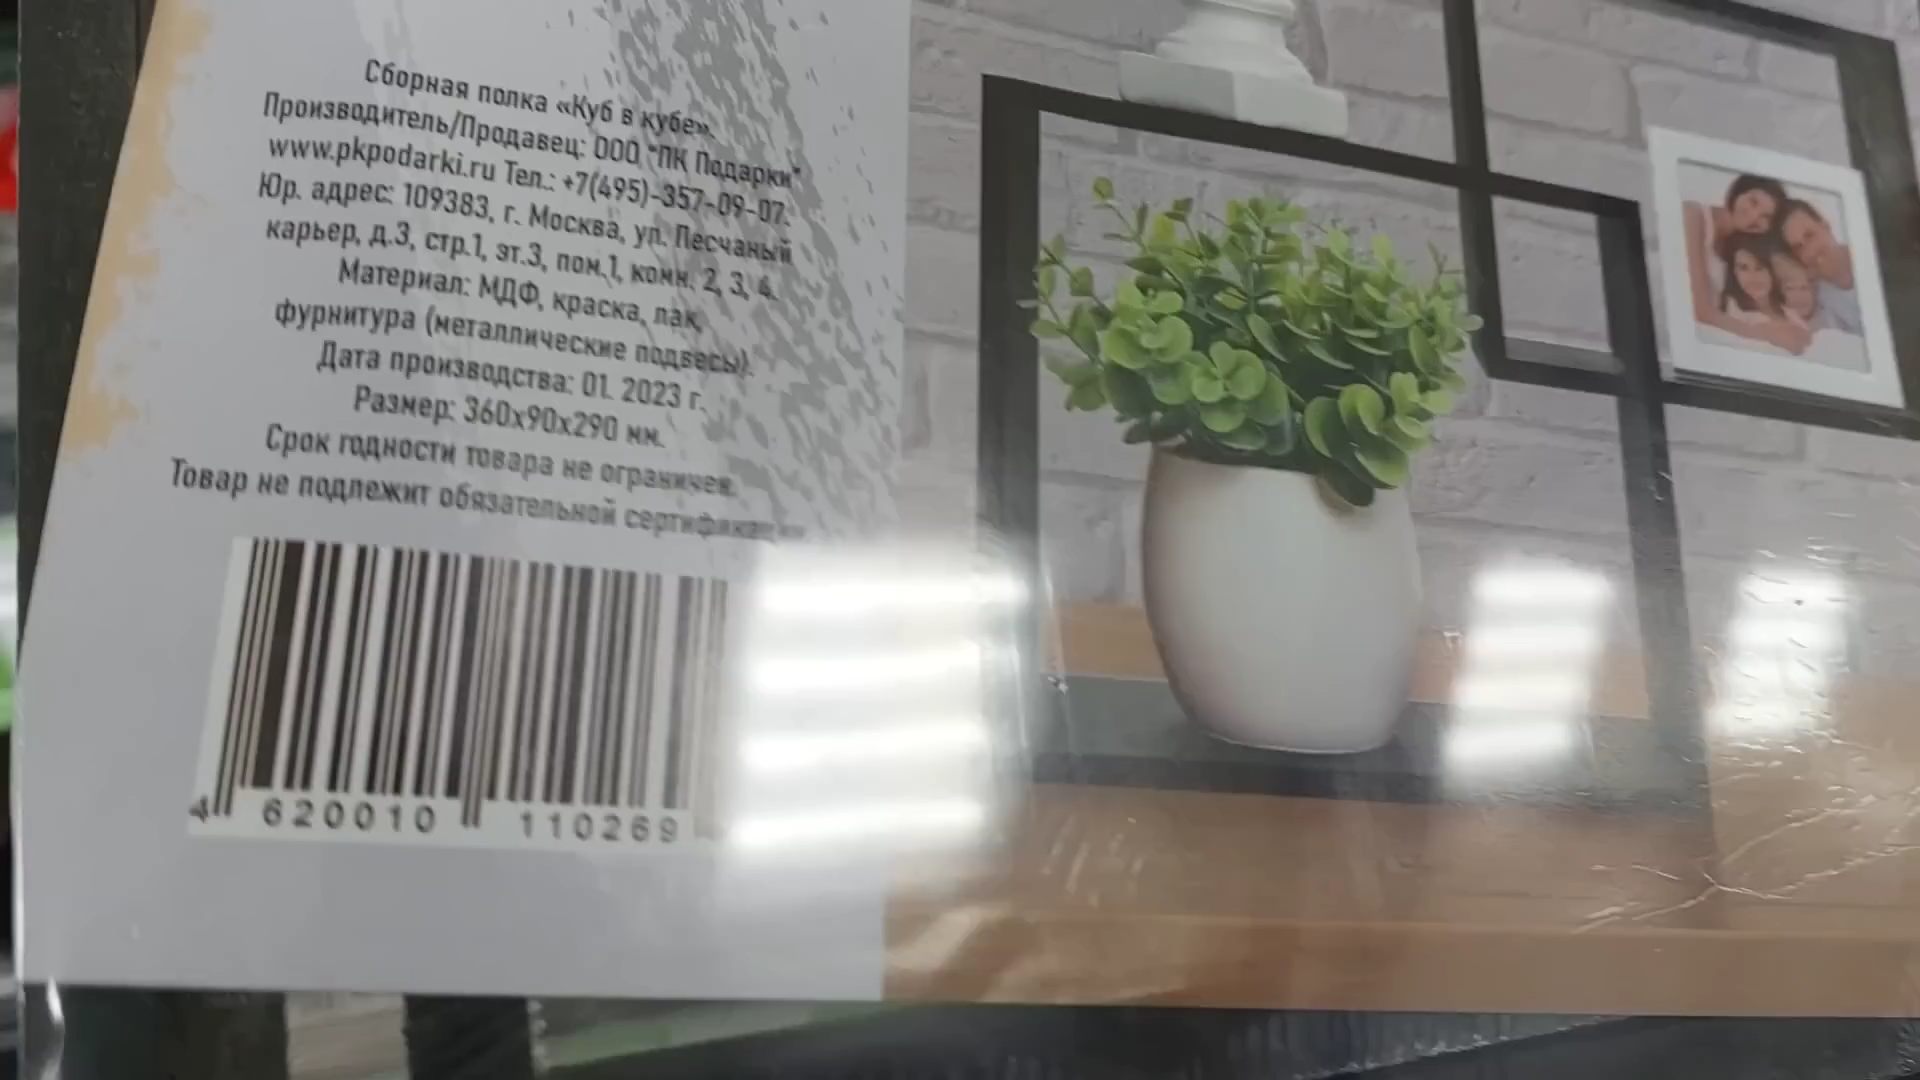 Сборная полка «Куб в кубе».
Производитель/Продавец: ООО "ПК Подарки"
www.pkpodarki.ru Тел.: +7(495)-357-09-07.
Юр. адрес: 109383, г. Москва, ул. Песчаный
карьер, д.3, стр.1, эт.3, пом.1, комн. 2, 3, 4.
Материал: МДФ, краска, лак,
фурнитура (металлические подвесы).
Дата производства: 01. 2023 г.
Размер: 360х90х290 мм.
Срок годности товара не ограничен.
Товар не подлежит обязательной сертификации
4 620010 110269